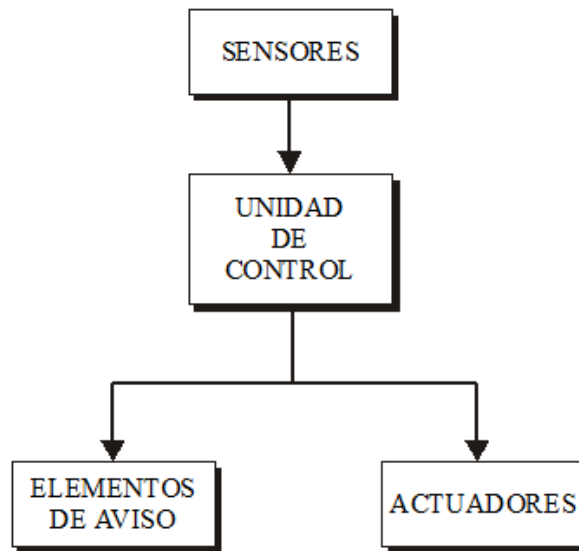 SENSORES
UNIDAD
DE
CONTROL
ELEMENTOS
DE AVISO
ACTUADORES